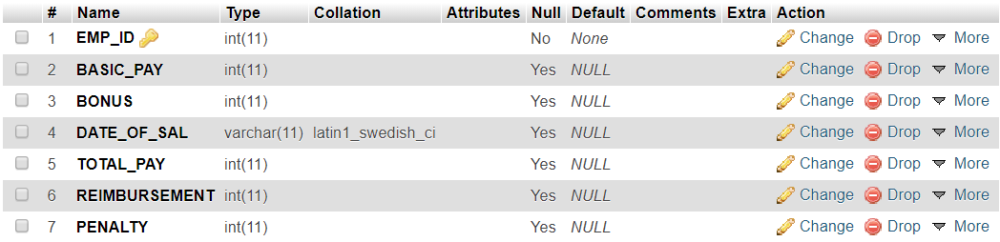 # Name Type Collation Attributes Null Default Comments Extra Action
1 EMP_ID int(11) No None Change Drop More
2 BASIC_PAY int(11) Yes NULL Change Drop More
3 BONUS int(11) Yes NULL Change Drop More
4 DATE_OF_SAL varchar(11) latin1_swedish_ci Yes NULL Change Drop More
5 TOTAL_PAY int(11) Yes NULL Change Drop More
6 REIMBURSEMENT int(11) Yes NULL Change Drop More
7 PENALTY int(11) Yes NULL Change Drop More